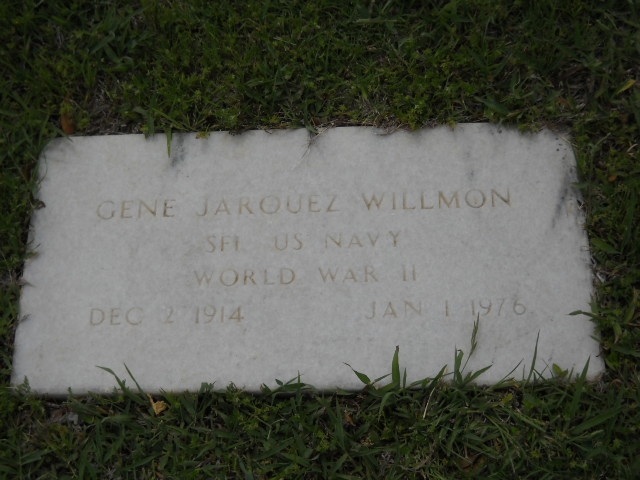 GENE JARQUEZ WILLMON
SF1 US NAVY
WORLD WAR II
DEC 2 1914 JAN 1 1976